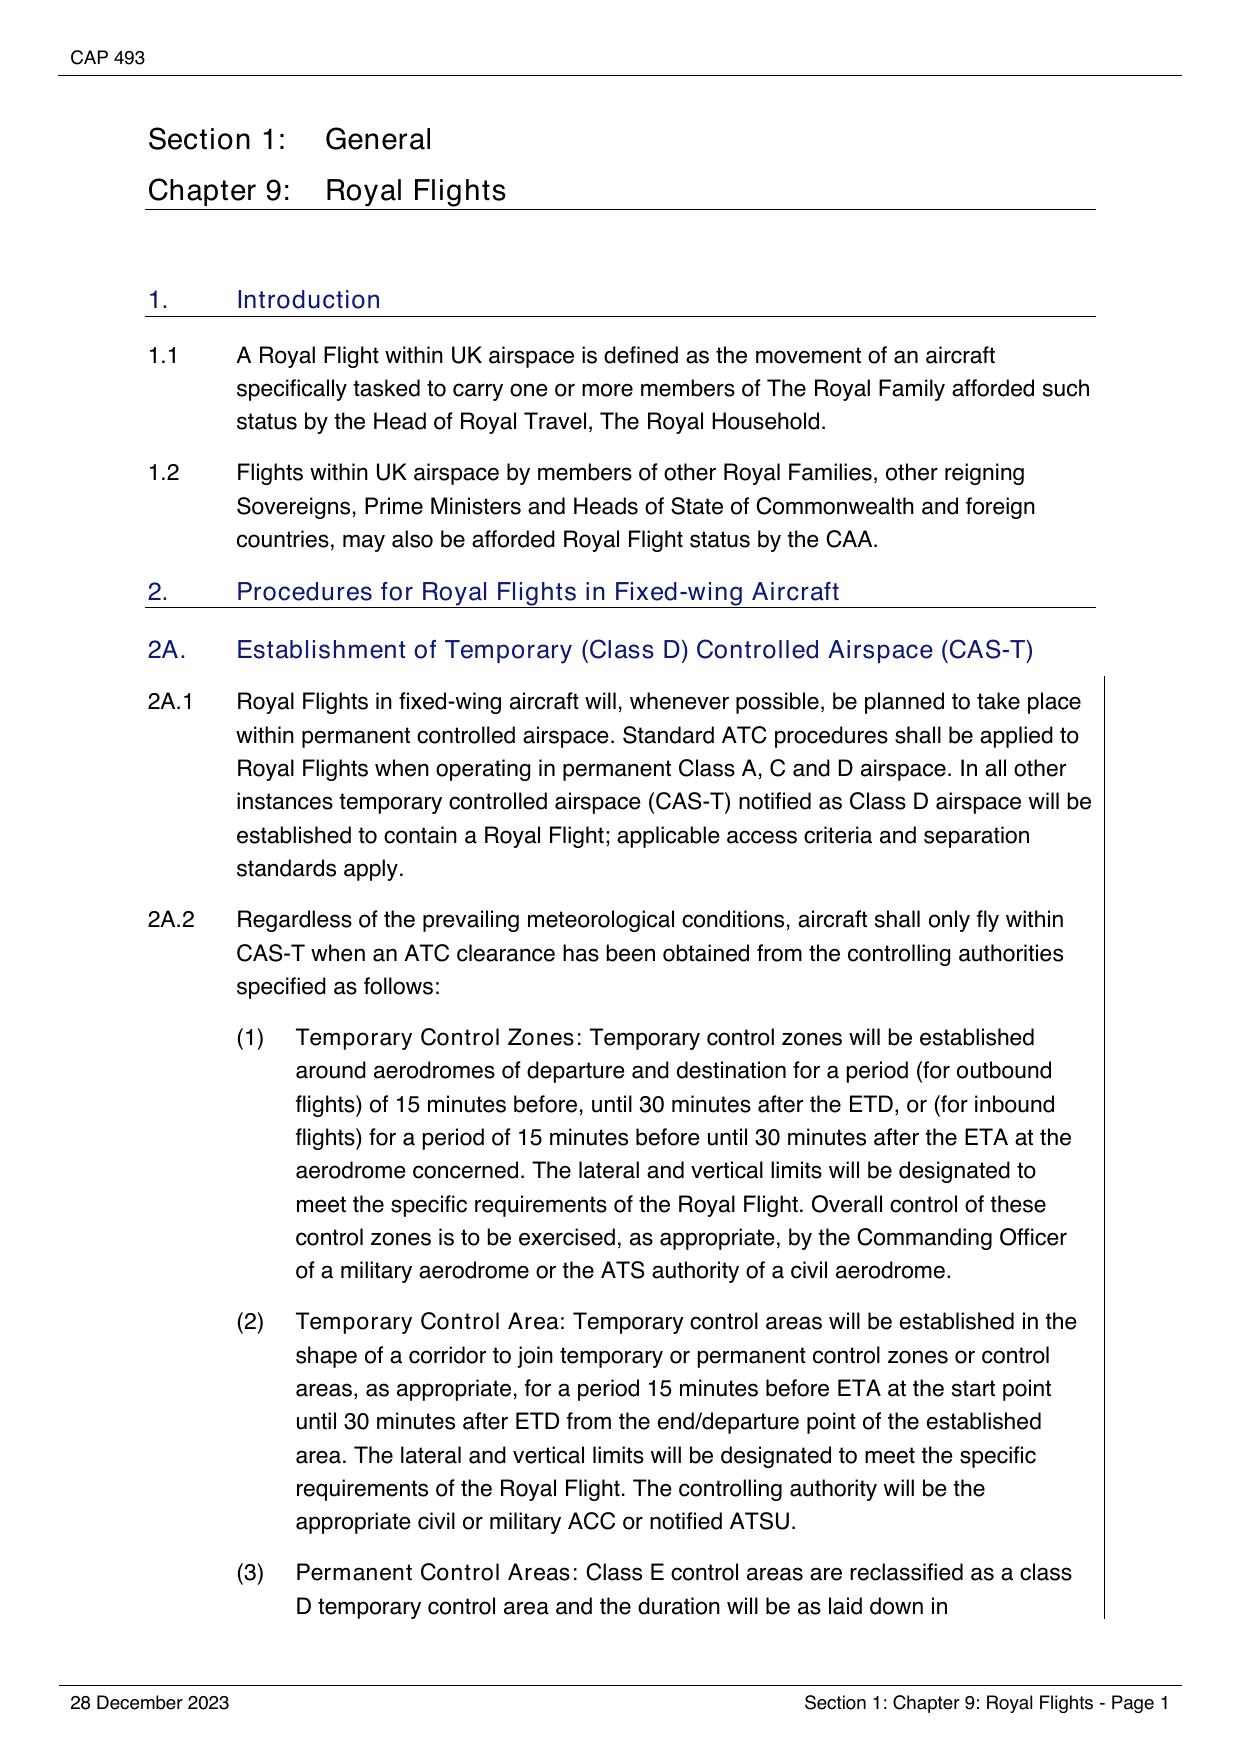 CAP 493
Section 1: General
Chapter 9: Royal Flights
1. Introduction
1.1 A Royal Flight within UK airspace is defined as the movement of an aircraft
specifically tasked to carry one or more members of The Royal Family afforded such
status by the Head of Royal Travel, The Royal Household.
1.2 Flights within UK airspace by members of other Royal Families, other reigning
Sovereigns, Prime Ministers and Heads of State of Commonwealth and foreign
countries, may also be afforded Royal Flight status by the CAA.
2. Procedures for Royal Flights in Fixed-wing Aircraft
2A. Establishment of Temporary (Class D) Controlled Airspace (CAS-T)
2A.1 Royal Flights in fixed-wing aircraft will, whenever possible, be planned to take place
within permanent controlled airspace. Standard ATC procedures shall be applied to
Royal Flights when operating in permanent Class A, C and D airspace. In all other
instances temporary controlled airspace (CAS-T) notified as Class D airspace will be
established to contain a Royal Flight; applicable access criteria and separation
standards apply.
2A.2 Regardless of the prevailing meteorological conditions, aircraft shall only fly within
CAS-T when an ATC clearance has been obtained from the controlling authorities
specified as follows:
(1) Temporary Control Zones: Temporary control zones will be established
around aerodromes of departure and destination for a period (for outbound
flights) of 15 minutes before, until 30 minutes after the ETD, or (for inbound
flights) for a period of 15 minutes before until 30 minutes after the ETA at the
aerodrome concerned. The lateral and vertical limits will be designated to
meet the specific requirements of the Royal Flight. Overall control of these
control zones is to be exercised, as appropriate, by the Commanding Officer
of a military aerodrome or the ATS authority of a civil aerodrome.
(2) Temporary Control Area: Temporary control areas will be established in the
shape of a corridor to join temporary or permanent control zones or control
areas, as appropriate, for a period 15 minutes before ETA at the start point
until 30 minutes after ETD from the end/departure point of the established
area. The lateral and vertical limits will be designated to meet the specific
requirements of the Royal Flight. The controlling authority will be the
appropriate civil or military ACC or notified ATSU.
(3) Permanent Control Areas: Class E control areas are reclassified as a class
D temporary control area and the duration will be as laid down in
28 December 2023 Section 1: Chapter 9: Royal Flights - Page 1